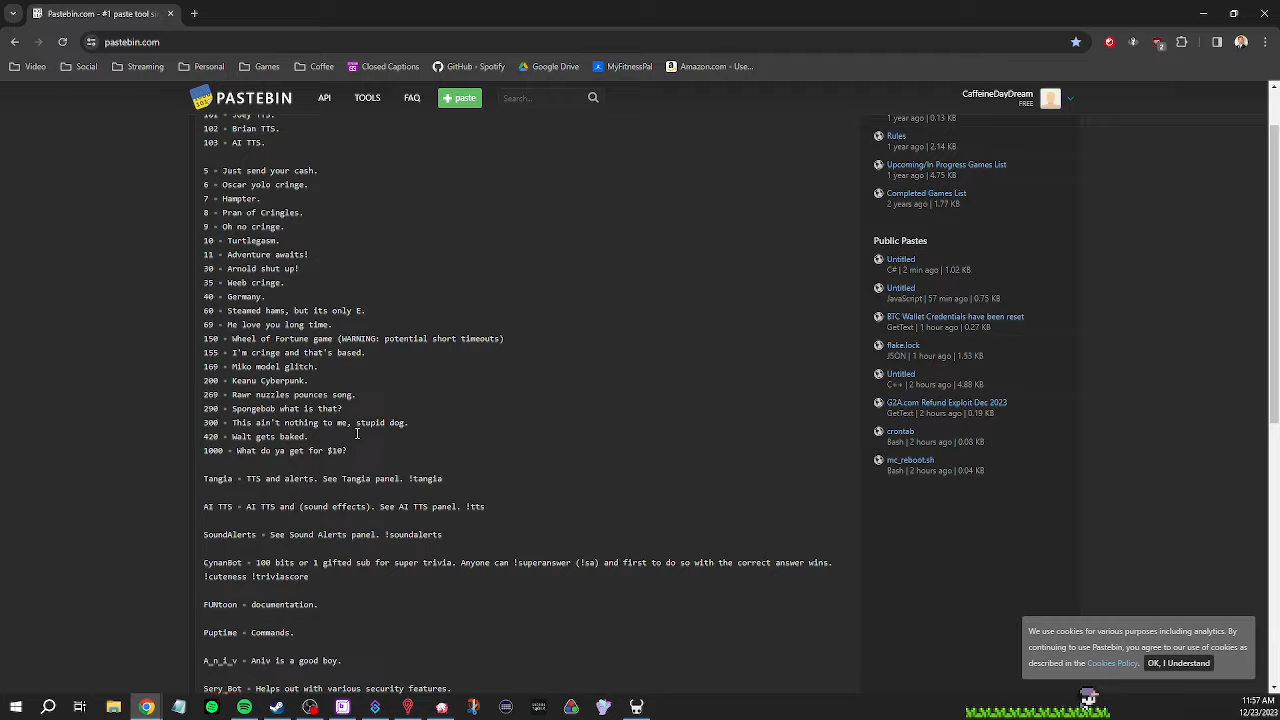 Pastebin.com - #1 paste tool si
pastebin.com
Video Social Streaming Personal Games Coffee Closed Captions GitHub - Spotify Google Drive MyFitnessPal Amazon.com - Use...
PASTEBIN API TOOLS FAQ + paste Search... CaffeineDayDream
FREE
101 = Joey TTS.
102 = Brian TTS.
103 = AI TTS.
5 = Just send your cash.
6 = Oscar yolo cringe.
7 = Hampter.
8 = Pran of Cringies.
9 = Oh no cringe.
10 = Turtlegasm.
11 = Adventure awaits!
30 = Arnold shut up!
35 = Weeb cringe.
40 = Germany.
60 = Steamed hams, but its only E.
69 = Me love you long time.
150 = Wheel of Fortune game (WARNING: potential short timeouts)
155 = I'm cringe and that's based.
169 = Miko model glitch.
200 = Keanu Cyberpunk.
269 = Rawr nuzzles pounces song.
290 = Spongebob what is that?
300 = This ain't nothing to me, stupid dog.
420 = Walt gets baked.
1000 = What do ya get for $10?
Tangia = TTS and alerts. See Tangia panel. !tangia
AI TTS = AI TTS and (sound effects). See AI TTS panel. !tts
SoundAlerts = See Sound Alerts panel. !soundalerts
CynanBot = 100 bits or 1 gifted sub for super trivia. Anyone can !superanswer (!sa) and first to do so with the correct answer wins.
!cuteness !triviascore
FUNtoon = documentation.
Puptime = Commands.
A_n_i_v = Aniv is a good boy.
Sery_Bot = Helps out with various security features.
1 year ago | 0.13 KB
Rules
1 year ago | 2.14 KB
Upcoming/In Progress Games List
1 year ago | 4.75 KB
Completed Games List
2 years ago | 1.77 KB
Public Pastes
Untitled
C# | 2 min ago | 1.02 KB
Untitled
JavaScript | 57 min ago | 0.75 KB
BTC Wallet Credentials have been reset
GetText | 1 hour ago | 0.27 KB
flake.lock
JSON | 1 hour ago | 1.53 KB
Untitled
C++ | 2 hours ago | 4.88 KB
G2A.com Refund Exploit Dec 2023
GetText | 2 hours ago | 0.19 KB
crontab
Bash | 2 hours ago | 0.08 KB
mc_reboot.sh
Bash | 2 hours ago | 0.04 KB
We use cookies for various purposes including analytics. By
continuing to use Pastebin, you agree to our use of cookies as
described in the Cookies Policy. OK, I Understand
11:57 AM
12/23/202